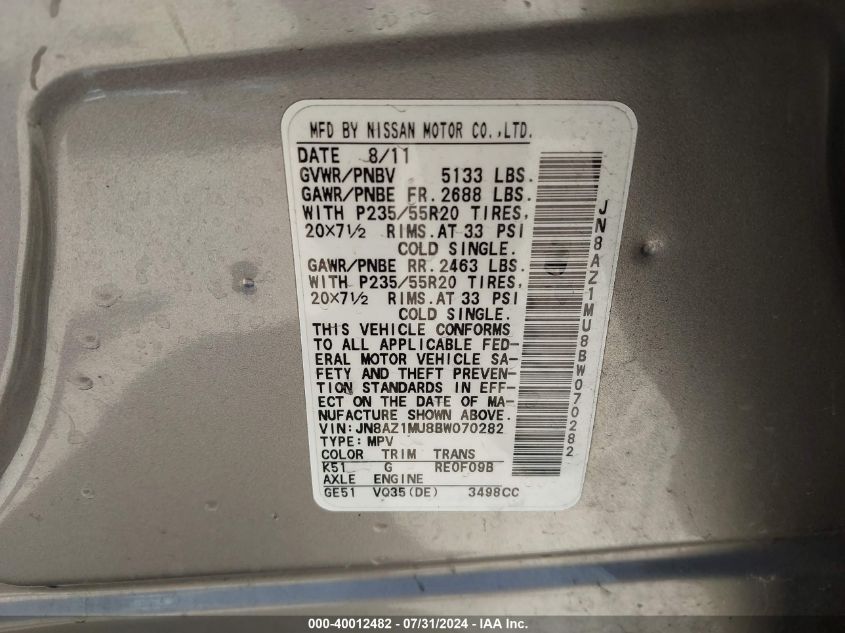 MFD BY NISSAN MOTOR CO.,LTD.
DATE 8/11
GVWR/PNBV 5133 LBS.
GAWR/PNBE FR. 2688 LBS.
WITH P235/55R20 TIRES,
20×7½ RIMS. AT 33 PSI
COLD SINGLE.
GAWR/PNBE RR. 2463 LBS.
WITH P235/55R20 TIRES,
20×7½ RIMS. AT 33 PSI
COLD SINGLE.
THIS VEHICLE CONFORMS
TO ALL APPLICABLE FED-
ERAL MOTOR VEHICLE SA-
FETY AND THEFT PREVEN-
TION STANDARDS IN EFF-
ECT ON THE DATE OF MA-
NUFACTURE SHOWN ABOVE.
VIN:JN8AZ1MU8BW070282
TYPE: MPV
COLOR TRIM TRANS
K51 G RE0F09B
AXLE ENGINE
GE51 VQ35(DE) 3498CC
JN8AZ1MU8BW070282
000-40012482 - 07/31/2024 - IAA Inc.